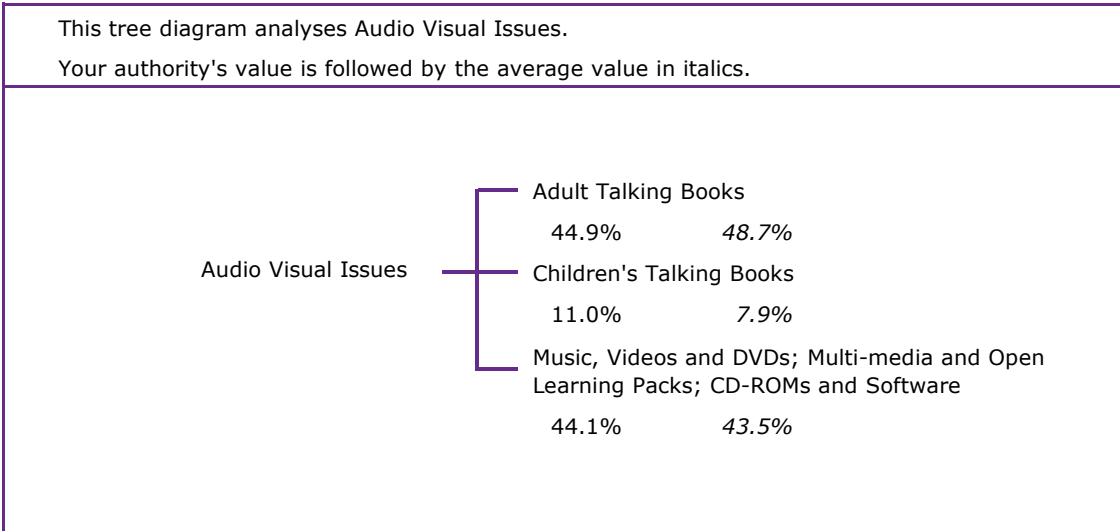 This tree diagram analyses Audio Visual Issues.
Your authority's value is followed by the average value in italics.
Adult Talking Books
44.9% 48.7%
Audio Visual Issues
Children's Talking Books
11.0% 7.9%
Music, Videos and DVDs; Multi-media and Open
Learning Packs; CD-ROMs and Software
44.1% 43.5%